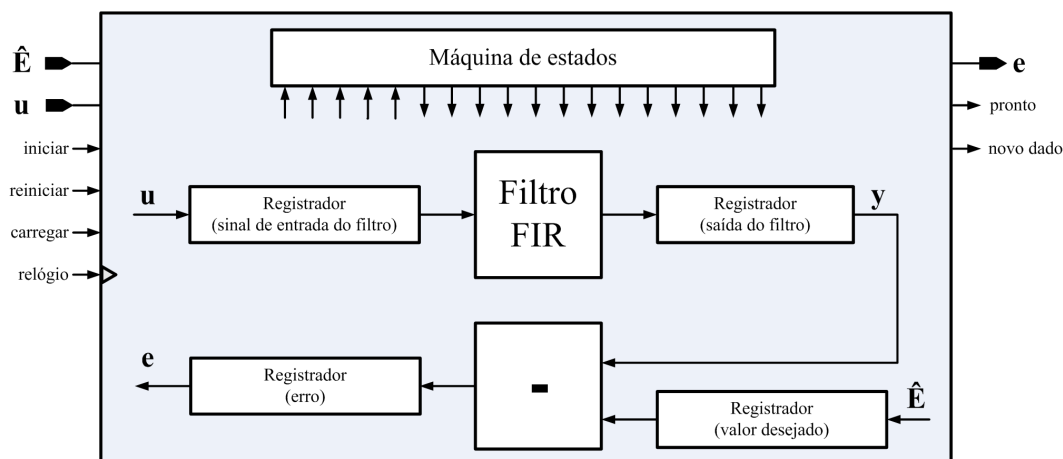 Máquina de estados
Ê
u
iniciar
reiniciar
carregar
relógio
e
pronto
novo dado
u
Registrador
(sinal de entrada do filtro)
Filtro
FIR
Registrador
(saída do filtro)
y
e
Registrador
(erro)
-
Registrador
(valor desejado)
Ê